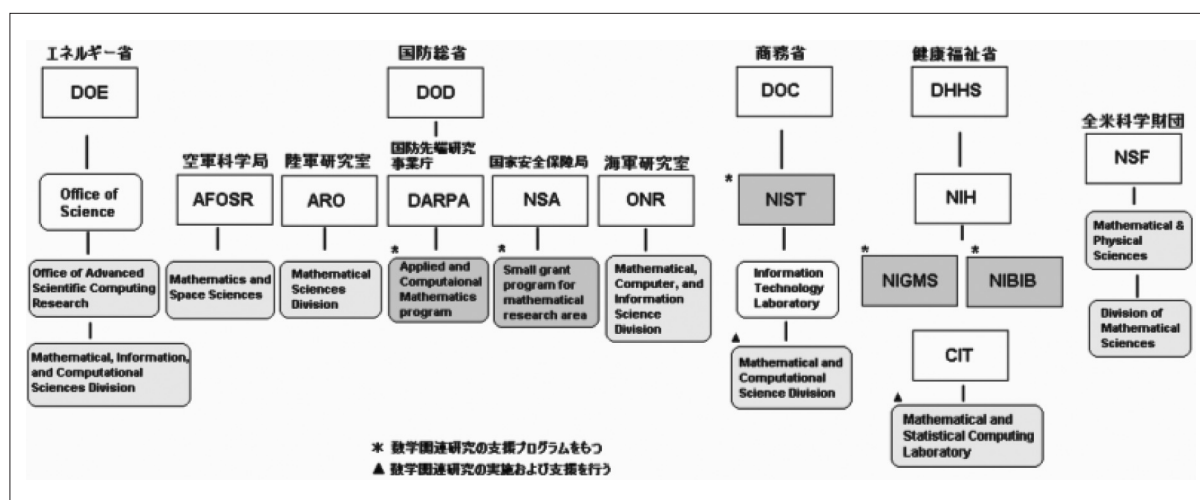 エネルギー省
DOE
Office of
Science
Office of Advanced
Scientific Computing
Research
Mathematical, Information,
and Computational
Sciences Division
国防総省
DOD
空軍科学局
AFOSR
Mathematics and
Space Sciences
陸軍研究室
ARO
Mathematical
Sciences Division
国防先端研究
事業庁
DARPA
*
Applied and
Computaional
Mathematics
program
国家安全保障局
NSA
*
Small grant
program for
mathematical
research area
海軍研究室
ONR
Mathematical,
Computer, and
Information
Science
Division
商務省
DOC
*
NIST
Information
Technology
Laboratory
▲
Mathematical and
Computational
Science Division
健康福祉省
DHHS
NIH
*
NIGMS
*
NIBIB
CIT
▲
Mathematical and
Statistical Computing
Laboratory
全米科学財団
NSF
Mathematical &
Physical
Sciences
Division of
Mathematical
Sciences
* 数学関連研究の支援プログラムをもつ
▲ 数学関連研究の実施および支援を行う